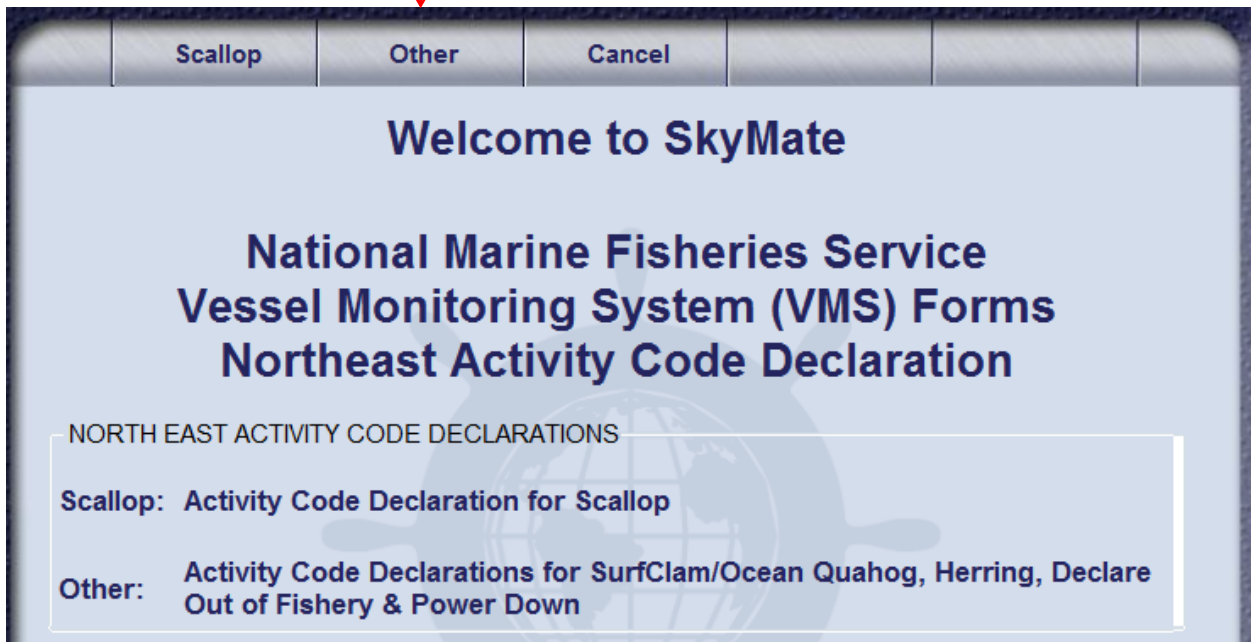 Scallop Other Cancel
Welcome to SkyMate
National Marine Fisheries Service
Vessel Monitoring System (VMS) Forms
Northeast Activity Code Declaration
NORTH EAST ACTIVITY CODE DECLARATIONS
Scallop: Activity Code Declaration for Scallop
Other: Activity Code Declarations for SurfClam/Ocean Quahog, Herring, Declare
Out of Fishery & Power Down